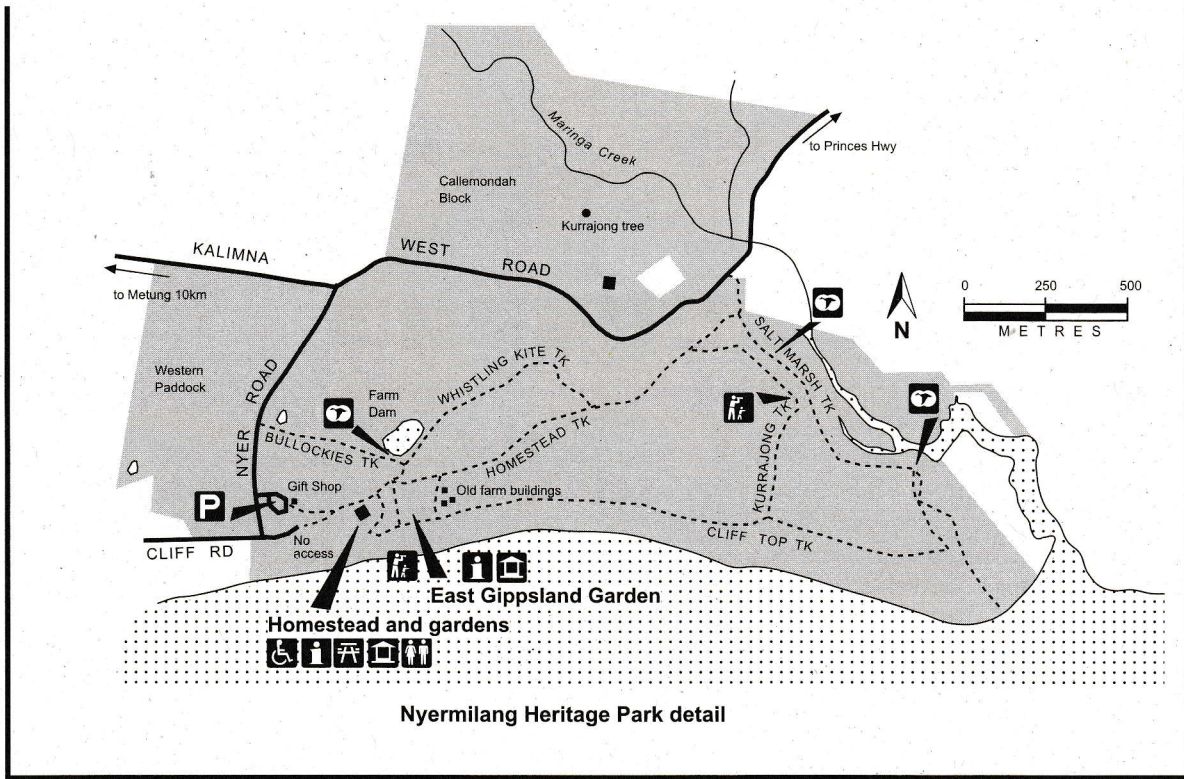 Maringa Creek
to Princes Hwy
Callemondah
Block
Kurrajong tree
KALIMNA
WEST
ROAD
to Metung 10km
0 250 500
METRES
N
SALTMARSH TK
WHISTLING KITE TK
Western
Paddock
NYER ROAD
Farm
Dam
BULLOCKIES TK
HOMESTEAD TK
KURRAJONG TK
Gift Shop
Old farm buildings
P
No
access
CLIFF RD
CLIFF TOP TK
i
East Gippsland Garden
Homestead and gardens
i
Nyermilang Heritage Park detail